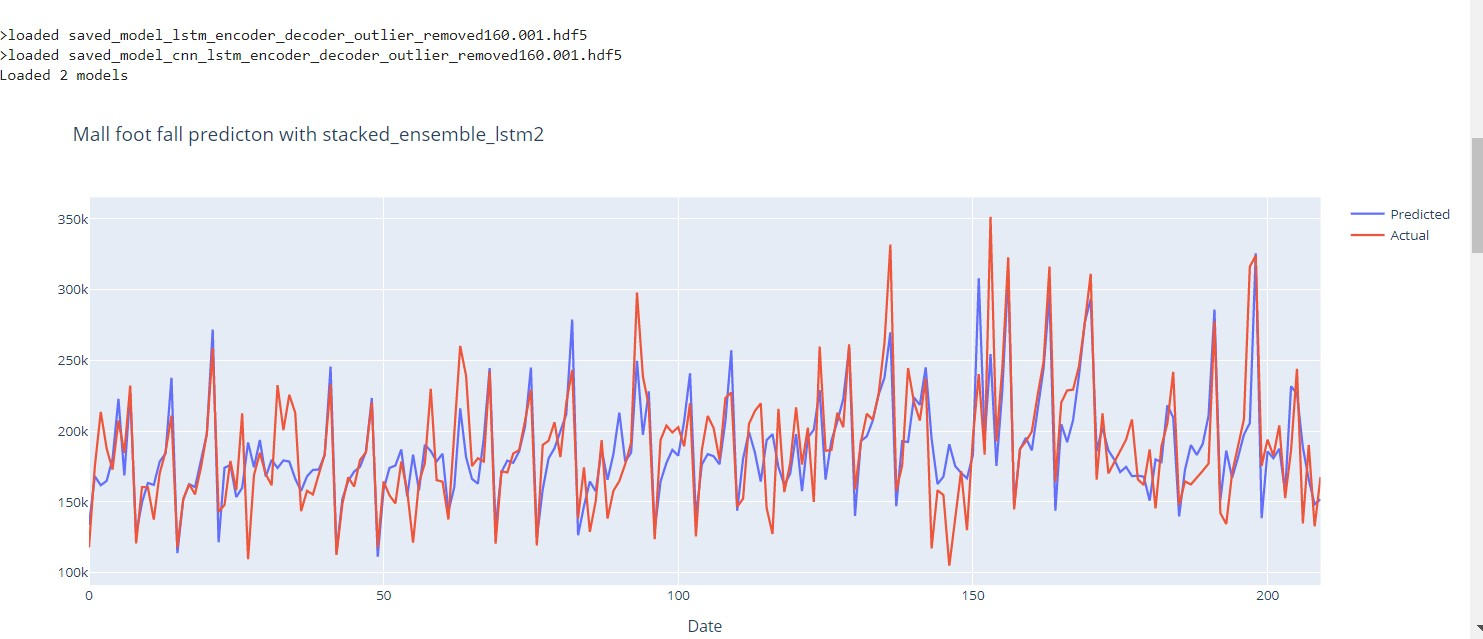 >loaded saved_model_lstm_encoder_decoder_outlier_removed160.001.hdf5
>loaded saved_model_cnn_lstm_encoder_decoder_outlier_removed160.001.hdf5
Loaded 2 models
Mall foot fall predicton with stacked_ensemble_lstm2
Predicted
Actual
350k
300k
250k
200k
150k
100k
0 50 100 150 200
Date